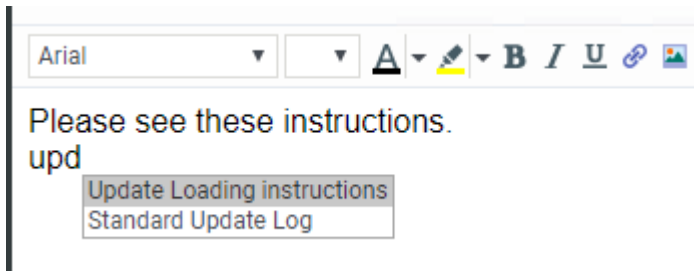 Arial
A B I U
Please see these instructions.
upd
Update Loading instructions
Standard Update Log